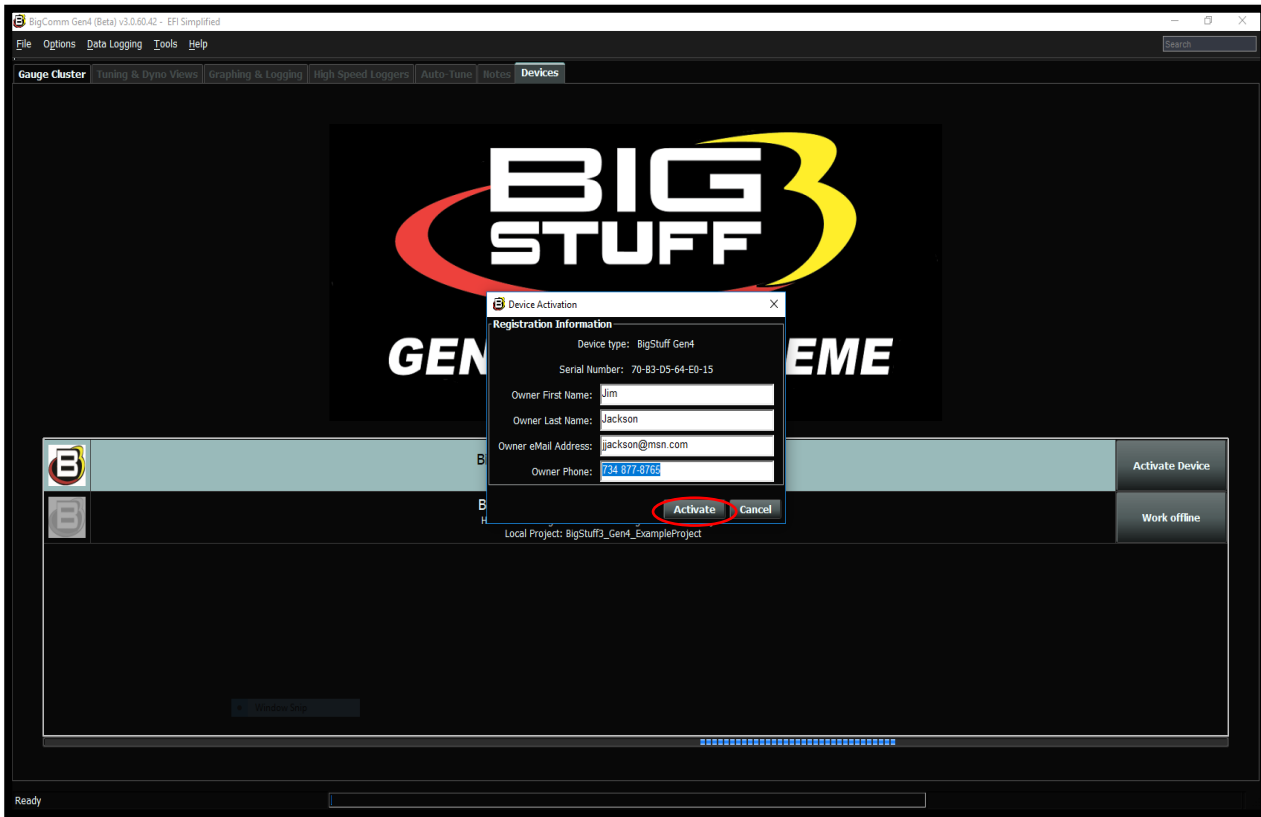 BigComm Gen4 (Beta) v3.0.60.42 - EFI Simplified
File Options Data Logging Tools Help
Search
Gauge Cluster Tuning & Dyno Views Graphing & Logging High Speed Loggers Auto-Tune Notes Devices
BIG 3
STUFF
GEN EME
Device Activation
Registration Information
Device type: BigStuff Gen4
Serial Number: 70-B3-D5-64-E0-15
Owner First Name: Jim
Owner Last Name: Jackson
Owner eMail Address: jjackson@msn.com
Owner Phone: 734 877-8765
Activate Cancel
B
Activate Device
B
Work offline
Local Project: BigStuff3_Gen4_ExampleProject
Window Snip
Ready